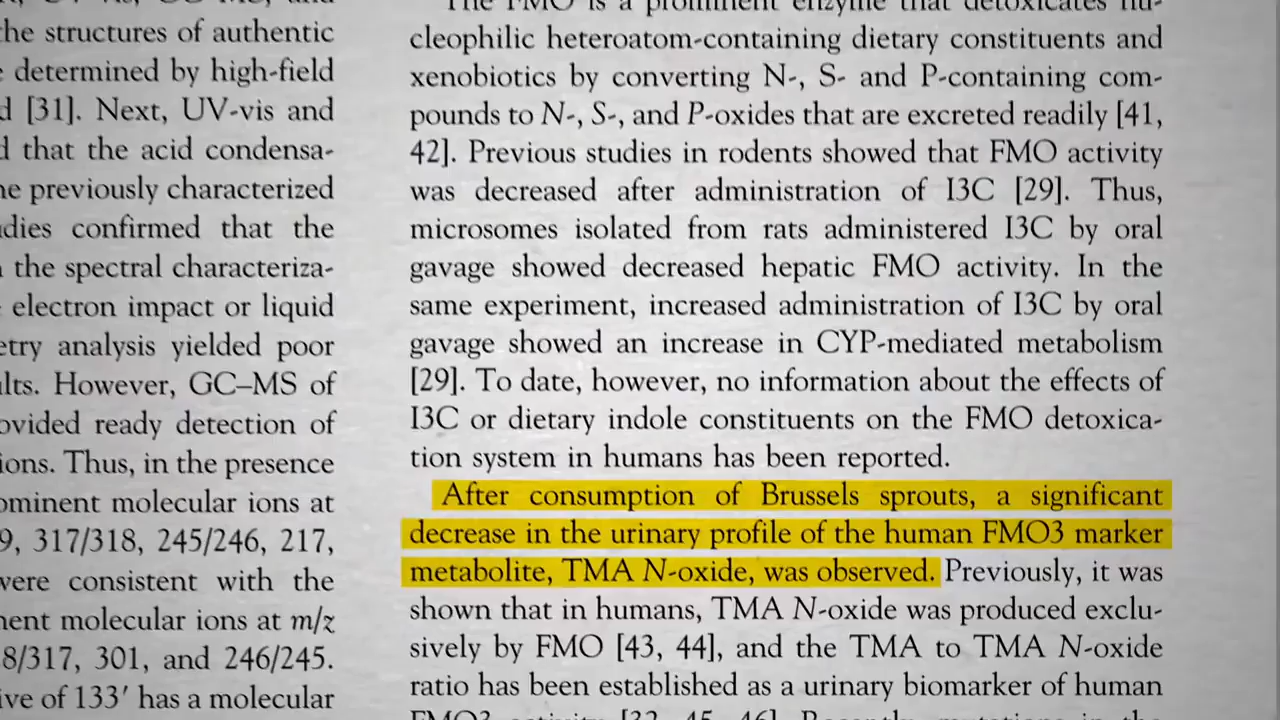 the structures of authentic
determined by high-field
[31]. Next, UV-vis and
that the acid condensa-
previously characterized
confirmed that the
the spectral characteriza-
electron impact or liquid
analysis yielded poor
However, GC–MS of
ready detection of
Thus, in the presence
molecular ions at
9, 317/318, 245/246, 217,
were consistent with the
molecular ions at m/z
8/317, 301, and 246/245.
of 133′ has a molecular
The FMO is a prominent enzyme that detoxicates nu-
cleophilic heteroatom-containing dietary constituents and
xenobiotics by converting N-, S- and P-containing com-
pounds to N-, S-, and P-oxides that are excreted readily [41,
42]. Previous studies in rodents showed that FMO activity
was decreased after administration of I3C [29]. Thus,
microsomes isolated from rats administered I3C by oral
gavage showed decreased hepatic FMO activity. In the
same experiment, increased administration of I3C by oral
gavage showed an increase in CYP-mediated metabolism
[29]. To date, however, no information about the effects of
I3C or dietary indole constituents on the FMO detoxica-
tion system in humans has been reported.
After consumption of Brussels sprouts, a significant
decrease in the urinary profile of the human FMO3 marker
metabolite, TMA N-oxide, was observed. Previously, it was
shown that in humans, TMA N-oxide was produced exclu-
sively by FMO [43, 44], and the TMA to TMA N-oxide
ratio has been established as a urinary biomarker of human